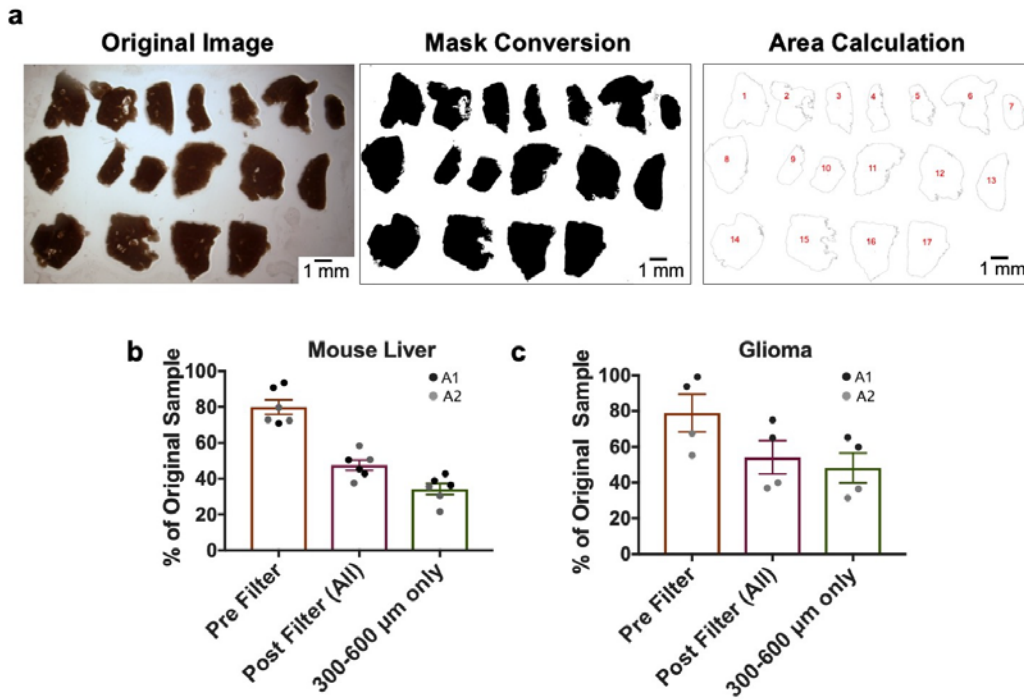 a
Original Image
Mask Conversion
Area Calculation
1 2 3 4 5 6 7
8 9 10 11 12 13
14 15 16 17
1 mm
1 mm
1 mm
b
Mouse Liver
% of Original Sample
100
80
60
40
20
0
A1
A2
Pre Filter
Post Filter (All)
300-600 µm only
c
Glioma
% of Original Sample
100
80
60
40
20
0
A1
A2
Pre Filter
Post Filter (All)
300-600 µm only